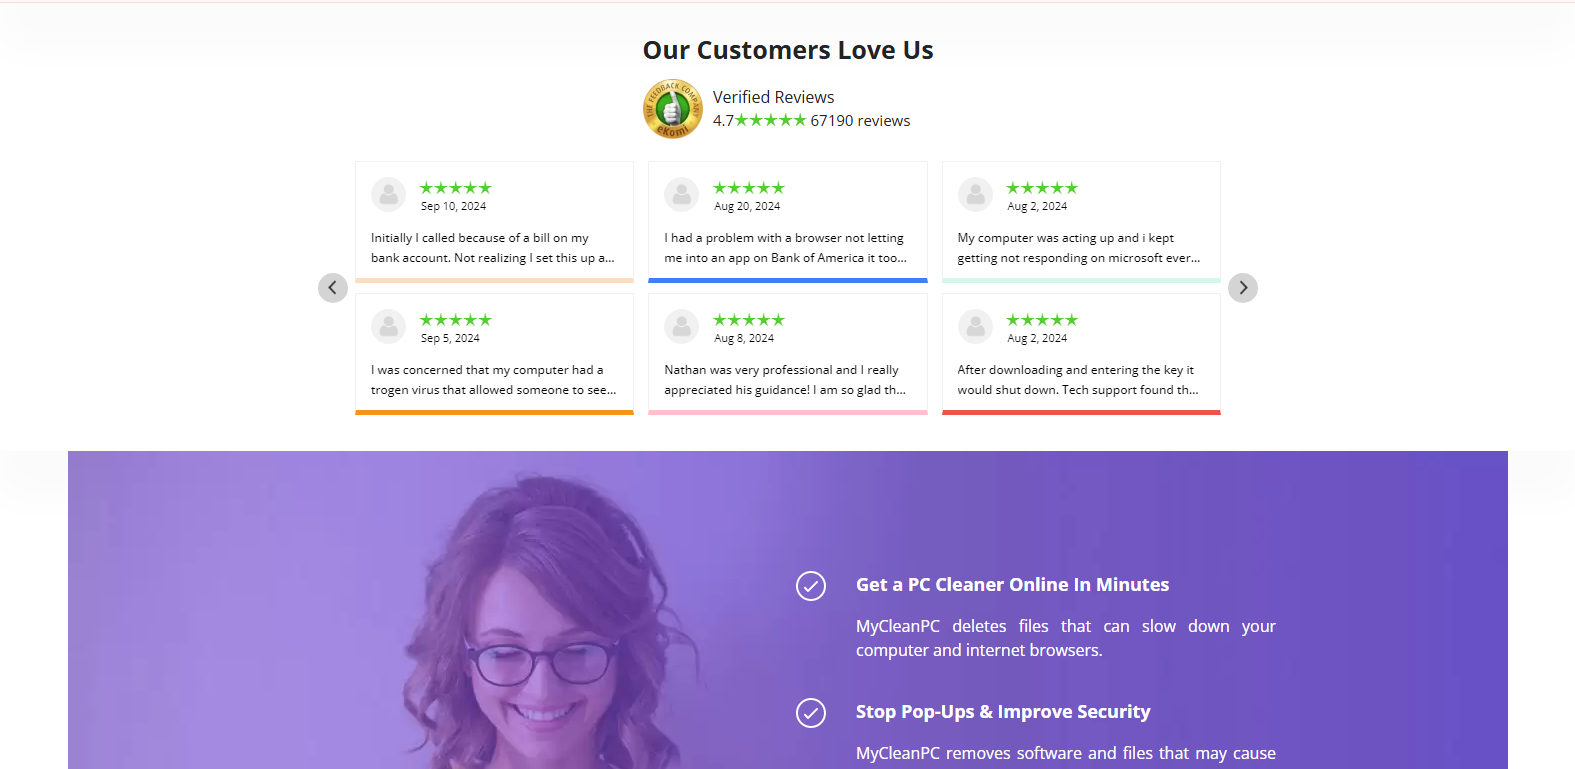 Our Customers Love Us
THE FEEDBACK COMPANY
eKomi
Verified Reviews
4.7★★★★★ 67190 reviews
★★★★★
Sep 10, 2024
Initially I called because of a bill on my
bank account. Not realizing I set this up a...
★★★★★
Aug 20, 2024
I had a problem with a browser not letting
me into an app on Bank of America it too...
★★★★★
Aug 2, 2024
My computer was acting up and i kept
getting not responding on microsoft ever...
★★★★★
Sep 5, 2024
I was concerned that my computer had a
trogen virus that allowed someone to see...
★★★★★
Aug 8, 2024
Nathan was very professional and I really
appreciated his guidance! I am so glad th...
★★★★★
Aug 2, 2024
After downloading and entering the key it
would shut down. Tech support found th...
Get a PC Cleaner Online In Minutes
MyCleanPC deletes files that can slow down your
computer and internet browsers.
Stop Pop-Ups & Improve Security
MyCleanPC removes software and files that may cause